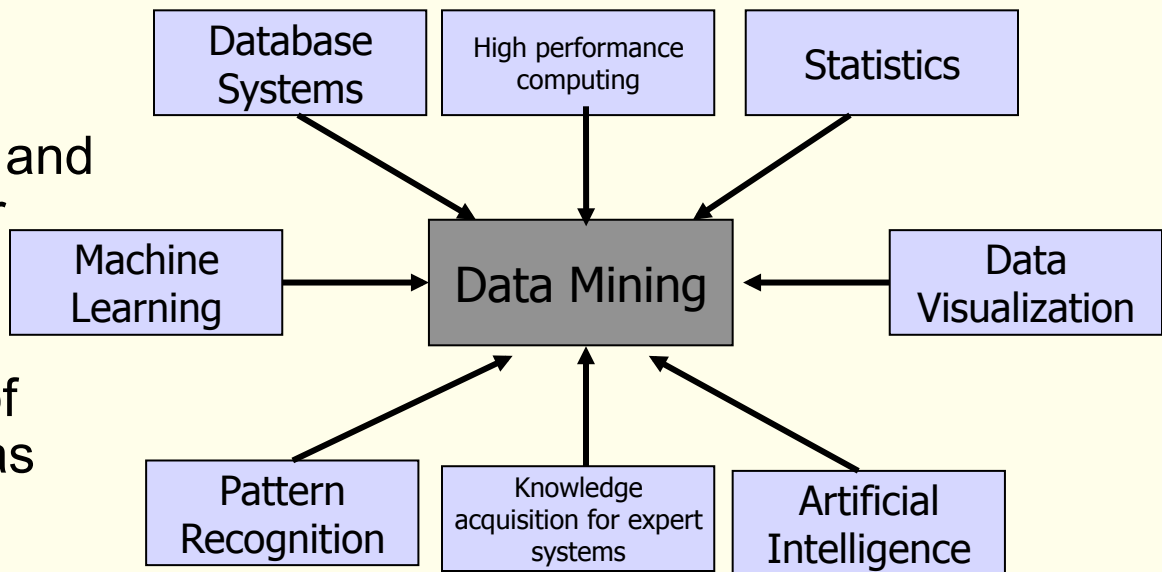 Database
Systems
High performance
computing
Statistics
and
Machine
Learning
Data Mining
Data
Visualization
of
as
Pattern
Recognition
Knowledge
acquisition for expert
systems
Artificial
Intelligence